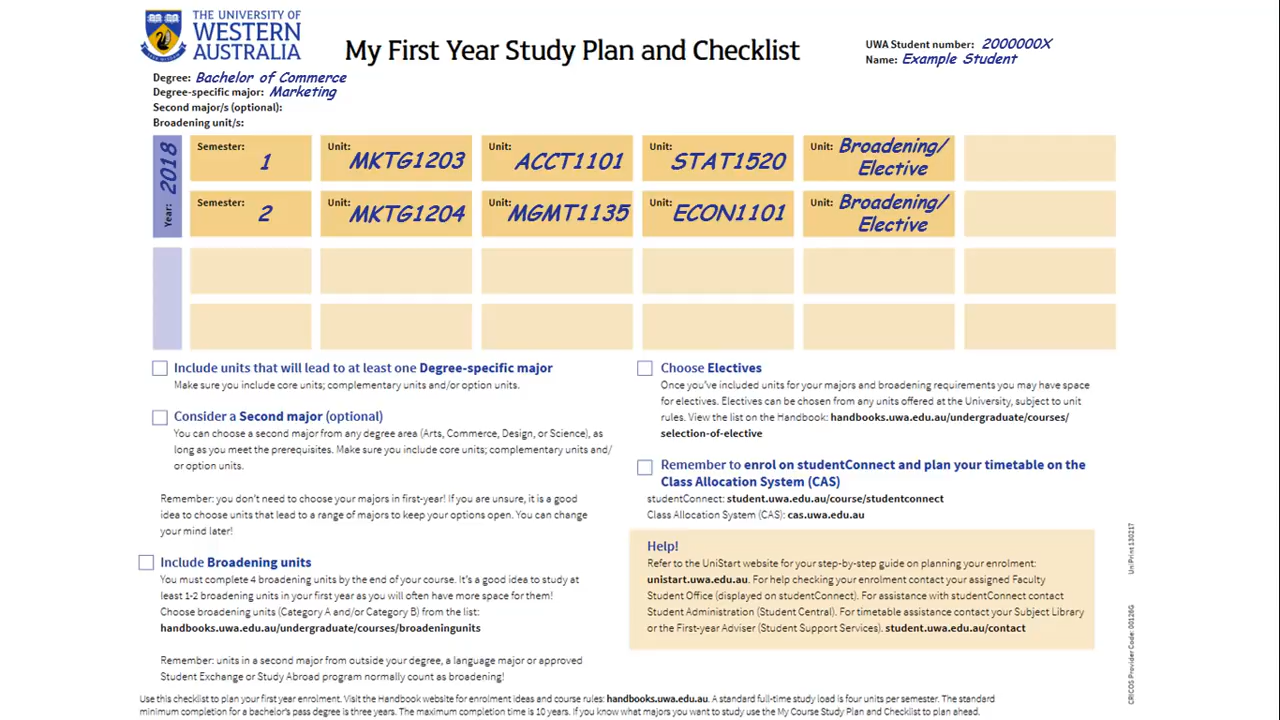 THE UNIVERSITY OF
WESTERN
AUSTRALIA
My First Year Study Plan and Checklist
UWA Student number: 2000000X
Name: Example Student
Degree: Bachelor of Commerce
Degree-specific major: Marketing
Second major/s (optional):
Broadening unit/s:
Year: 2018
Semester: 1
Unit: MKTG1203
Unit: ACCT1101
Unit: STAT1520
Unit: Broadening/
Elective
Semester: 2
Unit: MKTG1204
Unit: MGMT1135
Unit: ECON1101
Unit: Broadening/
Elective
Include units that will lead to at least one Degree-specific major
Make sure you include core units; complementary units and/or option units.
Consider a Second major (optional)
You can choose a second major from any degree area (Arts, Commerce, Design, or Science), as
long as you meet the prerequisites. Make sure you include core units; complementary units and/
or option units.
Remember: you don't need to choose your majors in first-year! If you are unsure, it is a good
idea to choose units that lead to a range of majors to keep your options open. You can change
your mind later!
Include Broadening units
You must complete 4 broadening units by the end of your course. It's a good idea to study at
least 1-2 broadening units in your first year as you will often have more space for them!
Choose broadening units (Category A and/or Category B) from the list:
handbooks.uwa.edu.au/undergraduate/courses/broadeningunits
Remember: units in a second major from outside your degree, a language major or approved
Student Exchange or Study Abroad program normally count as broadening!
Choose Electives
Once you've included units for your majors and broadening requirements you may have space
for electives. Electives can be chosen from any units offered at the University, subject to unit
rules. View the list on the Handbook: handbooks.uwa.edu.au/undergraduate/courses/
selection-of-elective
Remember to enrol on studentConnect and plan your timetable on the
Class Allocation System (CAS)
studentConnect: student.uwa.edu.au/course/studentconnect
Class Allocation System (CAS): cas.uwa.edu.au
Help!
Refer to the UniStart website for your step-by-step guide on planning your enrolment:
unistart.uwa.edu.au. For help checking your enrolment contact your assigned Faculty
Student Office (displayed on studentConnect). For assistance with studentConnect contact
Student Administration (Student Central). For timetable assistance contact your Subject Library
or the First-year Adviser (Student Support Services). student.uwa.edu.au/contact
UniPrint 130217
CRICOS Provider Code: 00126G
Use this checklist to plan your first year enrolment. Visit the Handbook website for enrolment ideas and course rules: handbooks.uwa.edu.au. A standard full-time study load is four units per semester. The standard
minimum completion for a bachelor's pass degree is three years. The maximum completion time is 10 years. If you know what majors you want to study use the My Course Study Plan and Checklist to plan ahead.